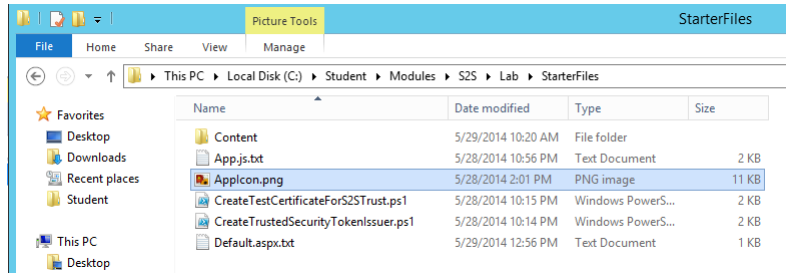 Picture Tools
StarterFiles
File Home Share View Manage
This PC Local Disk (C:) Student Modules S2S Lab StarterFiles
Name Date modified Type Size
Favorites
Desktop
Downloads
Recent places
Student
This PC
Desktop
Content 5/29/2014 10:20 AM File folder
App.js.txt 5/28/2014 10:56 PM Text Document 2 KB
AppIcon.png 5/28/2014 2:01 PM PNG image 11 KB
CreateTestCertificateForS2STrust.ps1 5/28/2014 10:15 PM Windows PowerS... 2 KB
CreateTrustedSecurityTokenIssuer.ps1 5/28/2014 10:14 PM Windows PowerS... 2 KB
Default.aspx.txt 5/29/2014 12:56 PM Text Document 1 KB